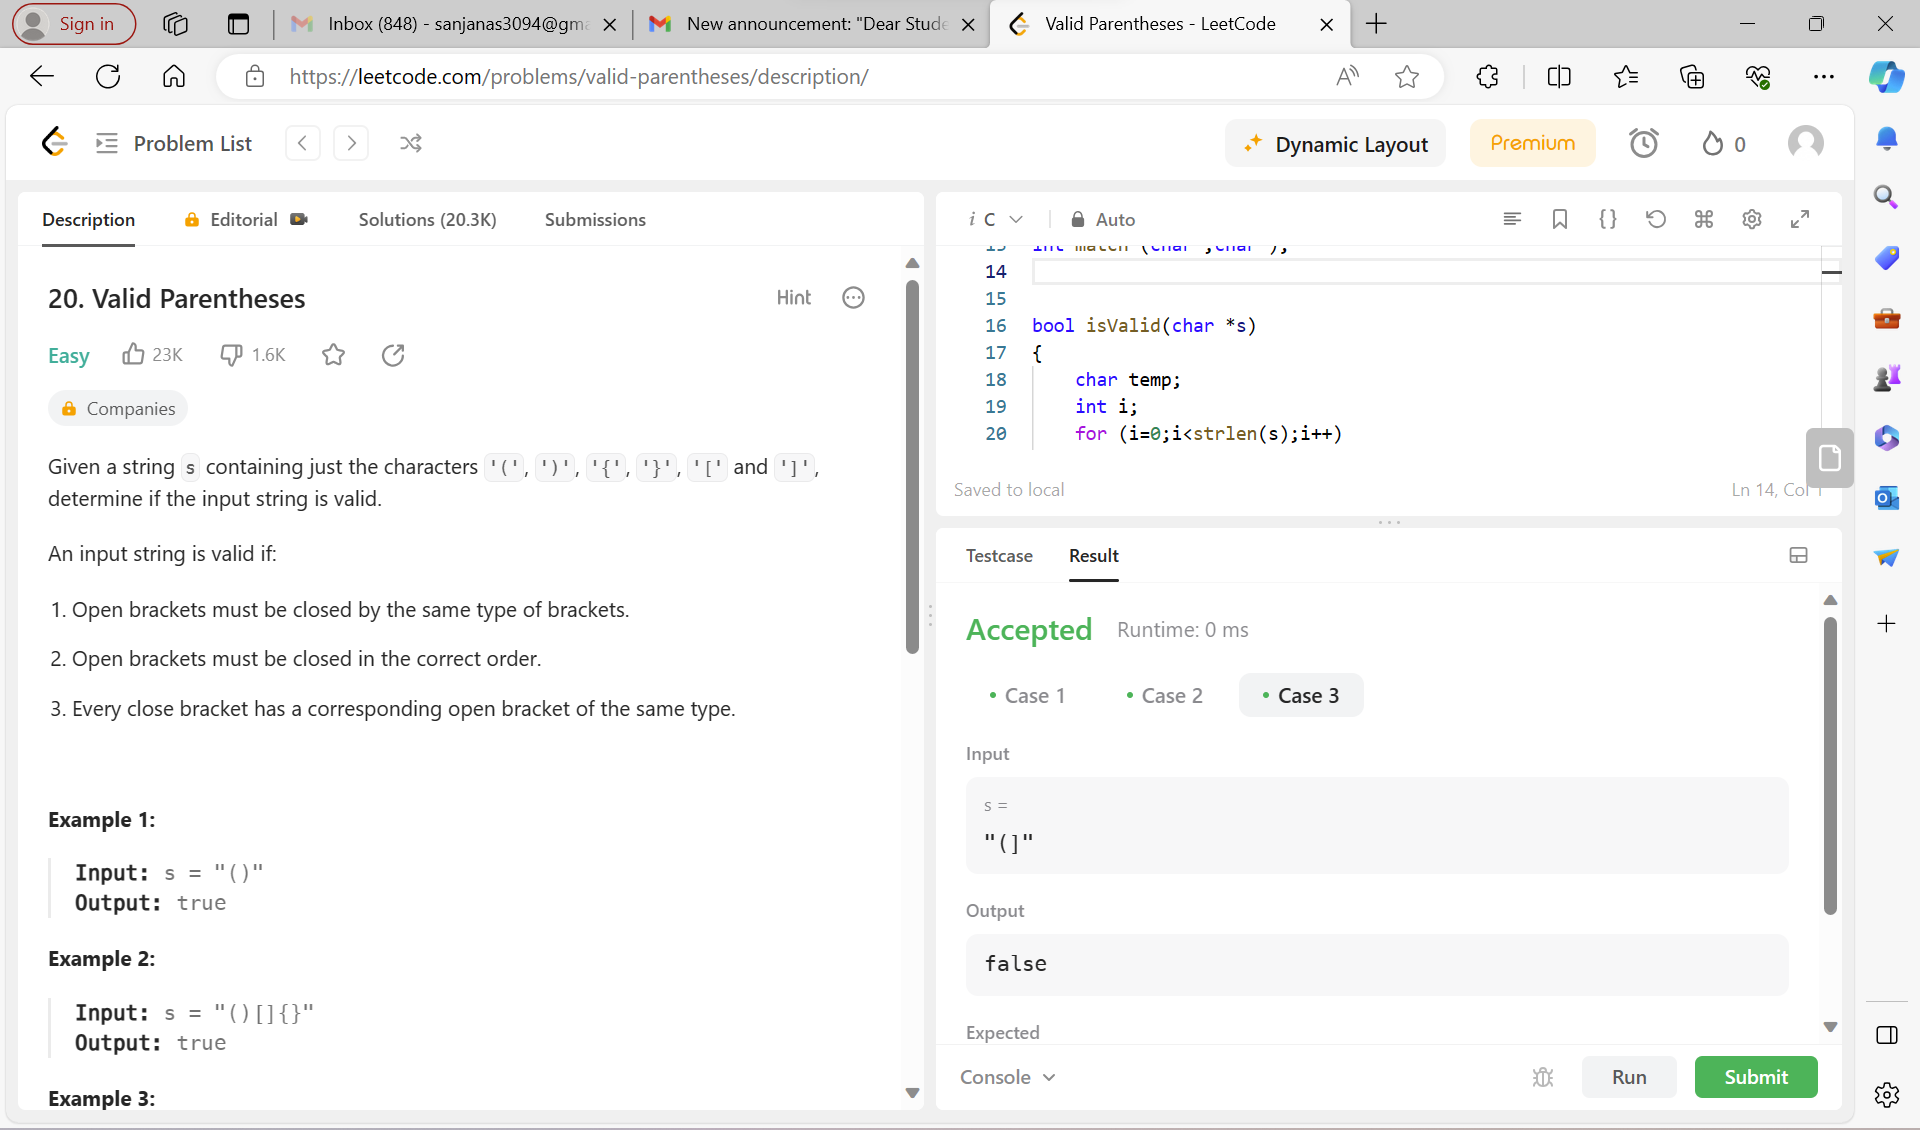 Sign in
Inbox (848) - sanjanas3094@gma
New announcement: "Dear Stude
Valid Parentheses - LeetCode
https://leetcode.com/problems/valid-parentheses/description/
Problem List
Dynamic Layout
Premium
0
Description
Editorial
Solutions (20.3K)
Submissions
20. Valid Parentheses
Hint
Easy
23K
1.6K
Companies
Given a string s containing just the characters '(', ')', '{', '}', '[' and ']',
determine if the input string is valid.
An input string is valid if:
1. Open brackets must be closed by the same type of brackets.
2. Open brackets must be closed in the correct order.
3. Every close bracket has a corresponding open bracket of the same type.
Example 1:
Input: s = "()"
Output: true
Example 2:
Input: s = "()[]{}"
Output: true
Example 3:
i C
Auto
13 int match (char ,char );
14
15
16 bool isValid(char *s)
17 {
18 char temp;
19 int i;
20 for (i=0;i<strlen(s);i++)
Saved to local
Ln 14, Col 1
Testcase
Result
Accepted
Runtime: 0 ms
Case 1
Case 2
Case 3
Input
s =
"(]"
Output
false
Expected
Console
Run
Submit